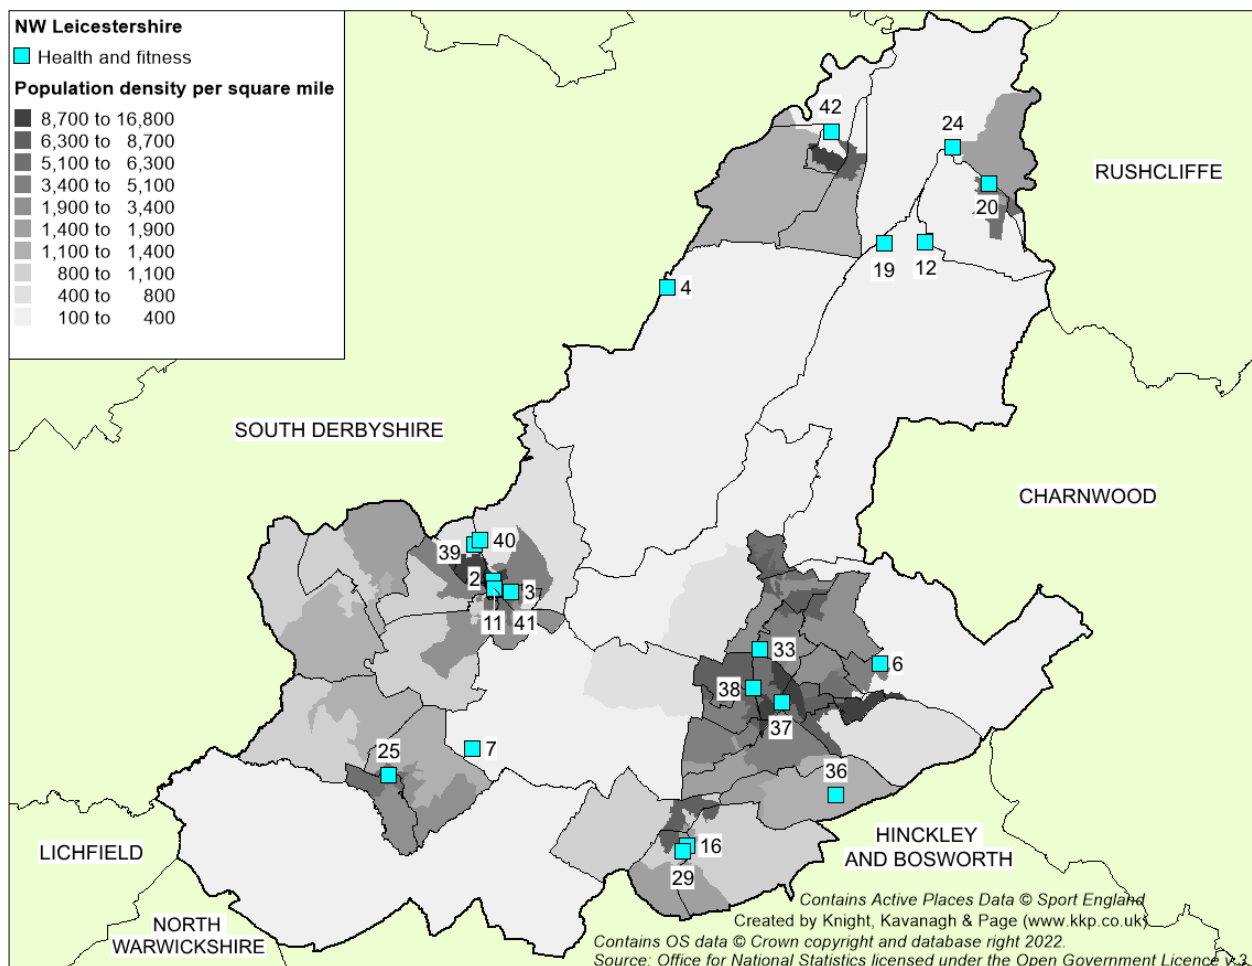 NW Leicestershire
Health and fitness
Population density per square mile
8,700 to 16,800
6,300 to 8,700
5,100 to 6,300
3,400 to 5,100
1,900 to 3,400
1,400 to 1,900
1,100 to 1,400
800 to 1,100
400 to 800
100 to 400
42
24
RUSHCLIFFE
20
19
12
4
SOUTH DERBYSHIRE
CHARNWOOD
39
40
2
3
11
41
33
6
38
37
7
25
36
16
29
LICHFIELD
HINCKLEY
AND BOSWORTH
NORTH
WARWICKSHIRE
Contains Active Places Data © Sport England
Created by Knight, Kavanagh & Page (www.kkp.co.uk)
Contains OS data © Crown copyright and database right 2022.
Source: Office for National Statistics licensed under the Open Government Licence v.3